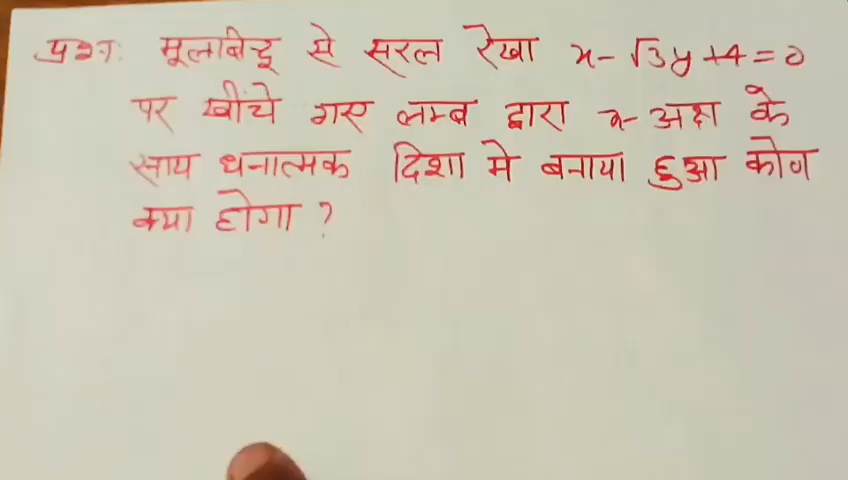 प्रश्न: मूलबिन्दू से सरल रेखा x-√3y+4=0
पर खींचे गए लम्ब द्वारा x-अक्ष के
साथ धनात्मक दिशा मे बनाया हुआ कोण
क्या होगा ?